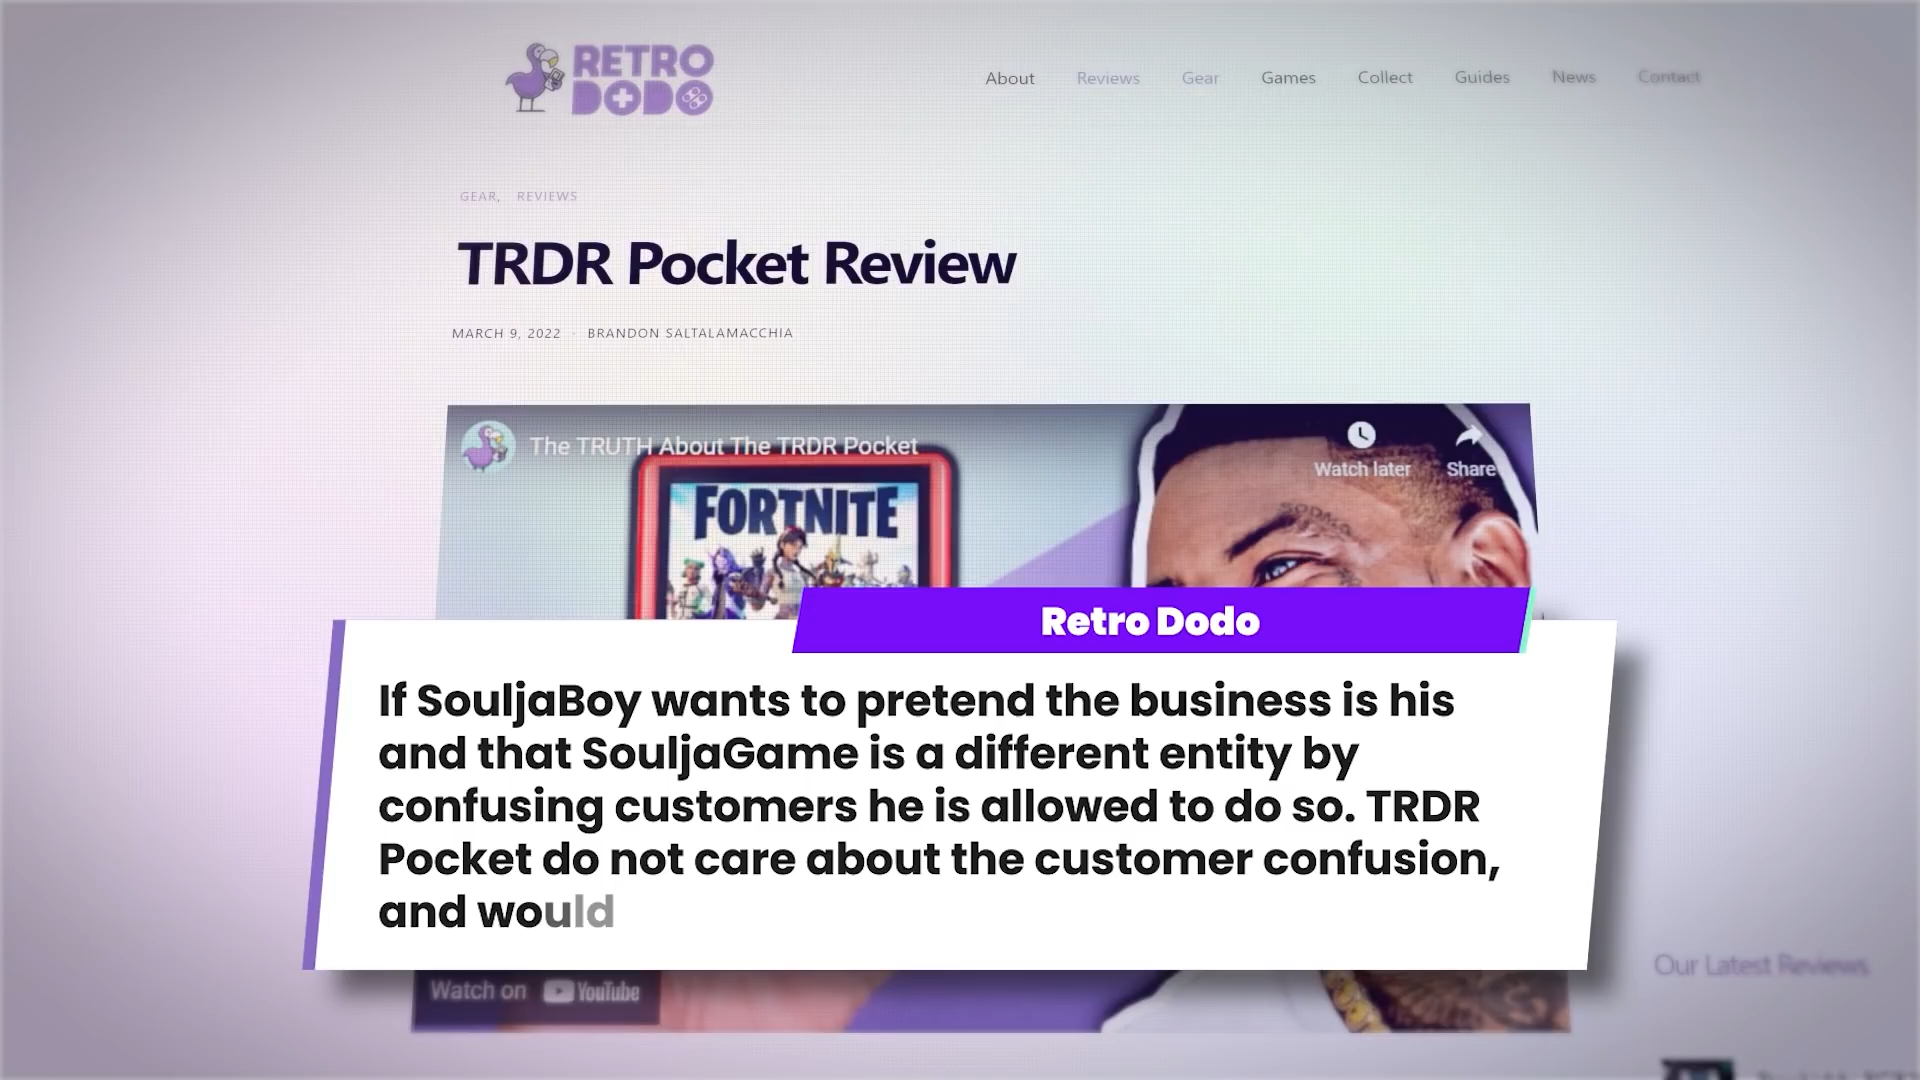 RETRO
DODO
About Reviews Gear Games Collect Guides News Contact
GEAR, REVIEWS
TRDR Pocket Review
MARCH 9, 2022 · BRANDON SALTALAMACCHIA
The TRUTH About The TRDR Pocket
Watch later Share
FORTNITE
Retro Dodo
If SouljaBoy wants to pretend the business is his
and that SouljaGame is a different entity by
confusing customers he is allowed to do so. TRDR
Pocket do not care about the customer confusion,
and would
Watch on YouTube
Our Latest Reviews